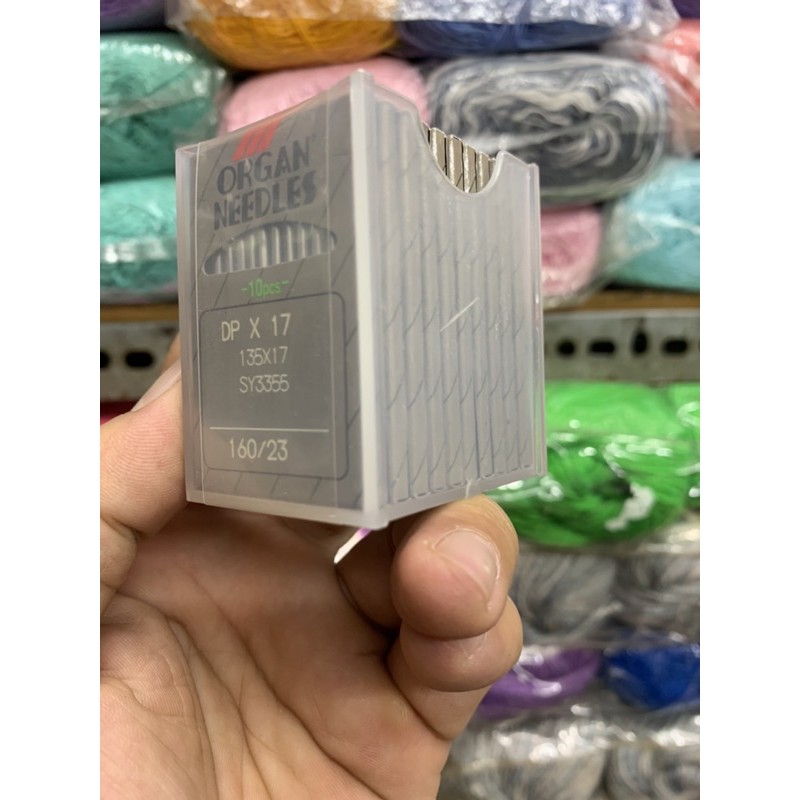 ORGAN
NEEDLES
-10pcs-
DP X 17
135X17
SY3355
160/23